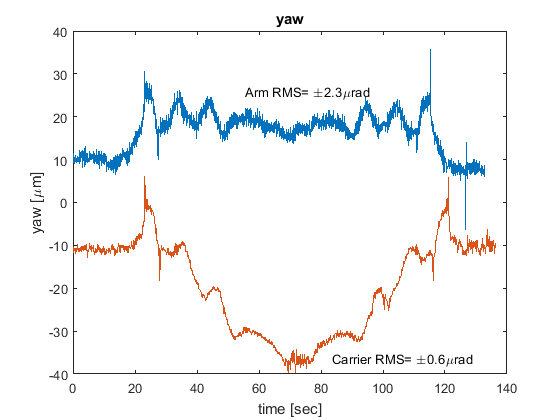 yaw
40
30
20
10
0
-10
-20
-30
-40
yaw [μm]
Arm RMS= ±2.3μrad
Carrier RMS= ±0.6μrad
0 20 40 60 80 100 120 140
time [sec]